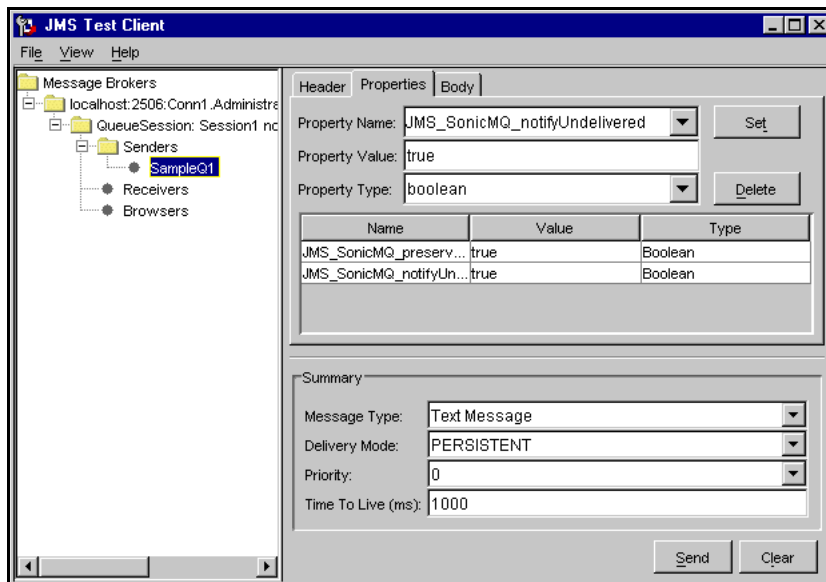 JMS Test Client
File View Help
Message Brokers
localhost:2506:Conn1.Administra
QueueSession: Session1 no
Senders
SampleQ1
Receivers
Browsers
Header Properties Body
Property Name: JMS_SonicMQ_notifyUndelivered Set
Property Value: true
Property Type: boolean Delete
Name Value Type
JMS_SonicMQ_preserv... true Boolean
JMS_SonicMQ_notifyUn... true Boolean
Summary
Message Type: Text Message
Delivery Mode: PERSISTENT
Priority: 0
Time To Live (ms): 1000
Send Clear